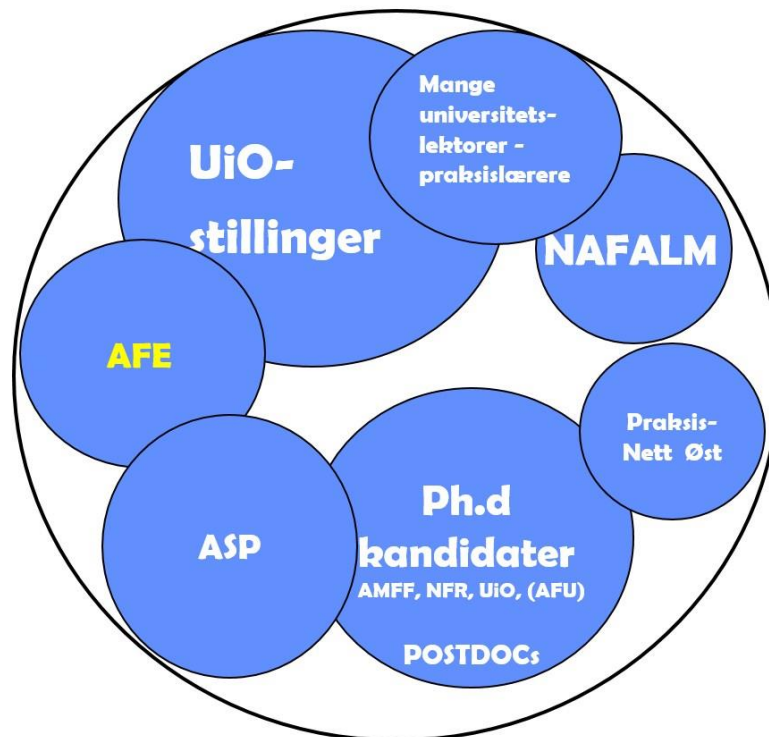 Mange
universitets-
lektorer -
praksislærere
UiO-
stillinger
NAFALM
AFE
Praksis-
Nett Øst
ASP
Ph.d
kandidater
AMFF, NFR, UiO, (AFU)
POSTDOCs